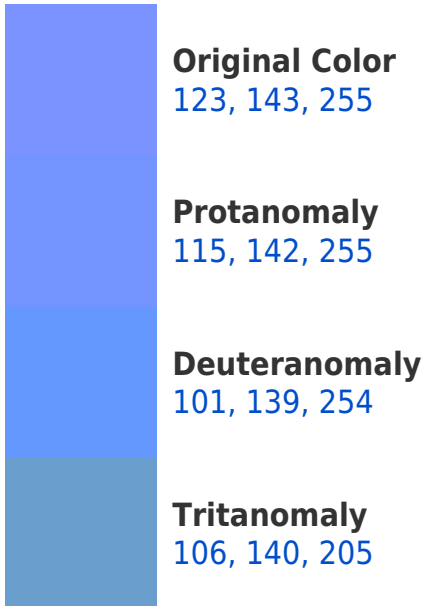 Original Color
123, 143, 255
Protanomaly
115, 142, 255
Deuteranomaly
101, 139, 254
Tritanomaly
106, 140, 205